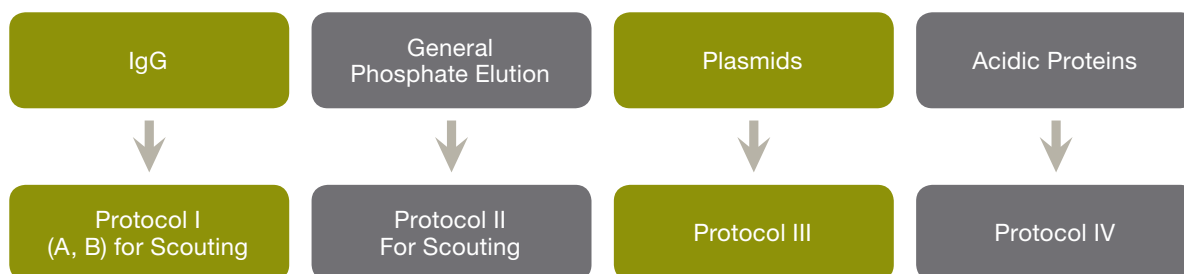 IgG
General
Phosphate Elution
Plasmids
Acidic Proteins
Protocol I
(A, B) for Scouting
Protocol II
For Scouting
Protocol III
Protocol IV